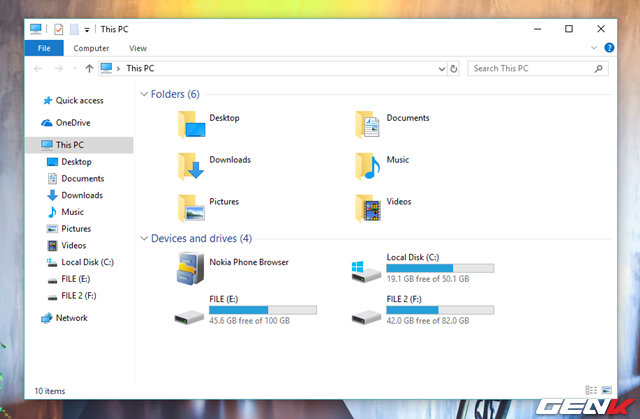 This PC
File Computer View
This PC
Search This PC
Quick access
OneDrive
This PC
Desktop
Documents
Downloads
Music
Pictures
Videos
Local Disk (C:)
FILE (E:)
FILE 2 (F:)
Network
Folders (6)
Desktop
Documents
Downloads
Music
Pictures
Videos
Devices and drives (4)
Nokia Phone Browser
Local Disk (C:)
19.1 GB free of 50.1 GB
FILE (E:)
45.6 GB free of 100 GB
FILE 2 (F:)
42.0 GB free of 82.0 GB
10 items
GENK